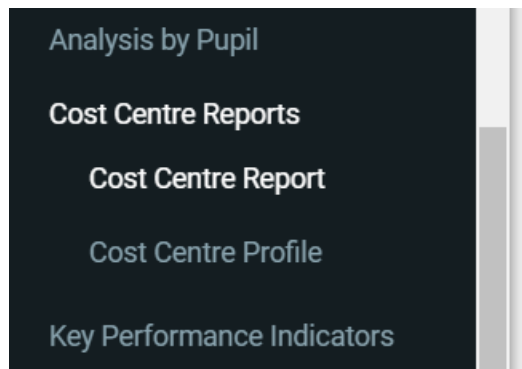 Analysis by Pupil
Cost Centre Reports
Cost Centre Report
Cost Centre Profile
Key Performance Indicators